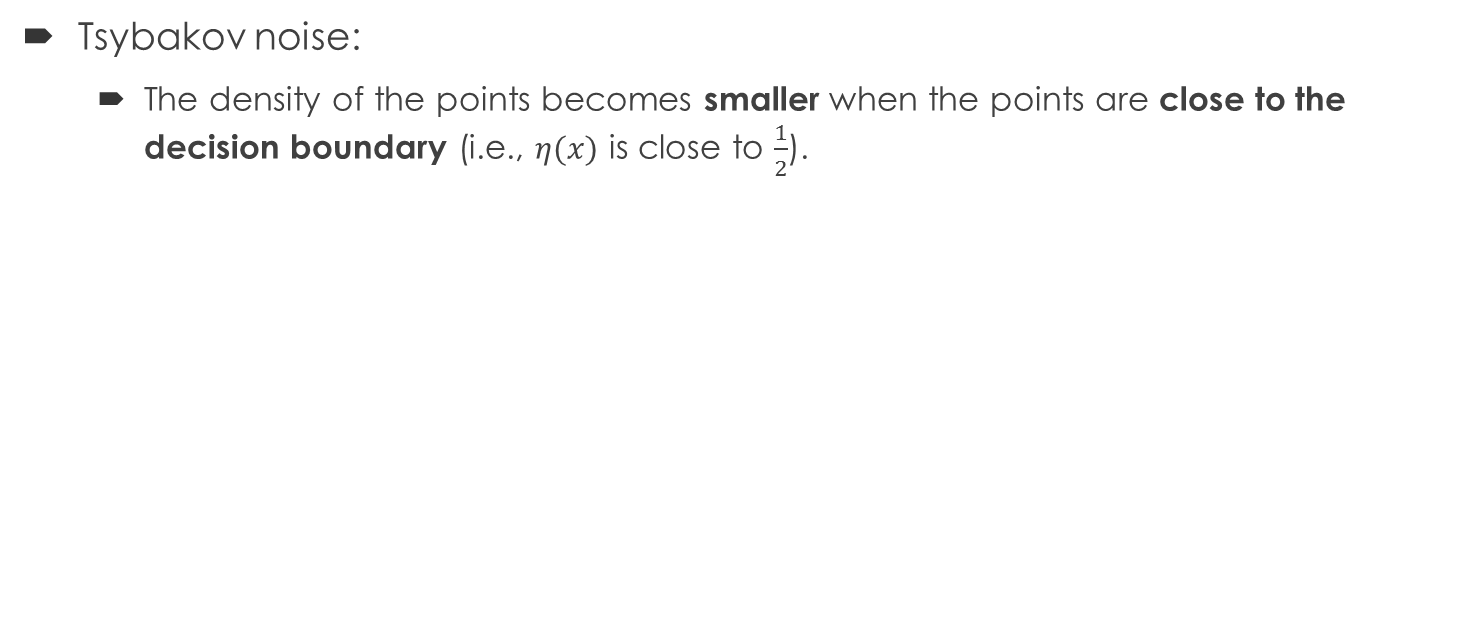 Tsybakov noise:
The density of the points becomes smaller when the points are close to the
decision boundary (i.e., η(x) is close to 1/2).